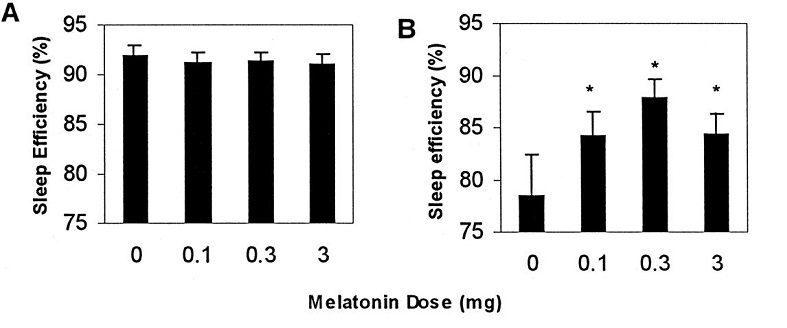 A
Sleep Efficiency (%)
95
90
85
80
75
0 0.1 0.3 3
B
Sleep efficiency (%)
95
90
85
80
75
* * *
0 0.1 0.3 3
Melatonin Dose (mg)